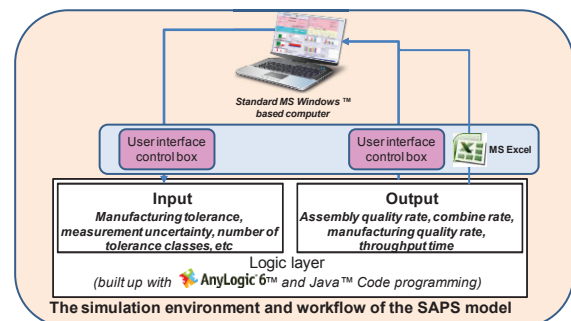 Standard MS Windows ™
based computer
User interface
control box
User interface
control box
MS Excel
Input
Manufacturing tolerance,
measurement uncertainty, number of
tolerance classes, etc
Output
Assembly quality rate, combine rate,
manufacturing quality rate,
throughput time
Logic layer
(built up with AnyLogic 6™ and Java™ Code programming)
The simulation environment and workflow of the SAPS model